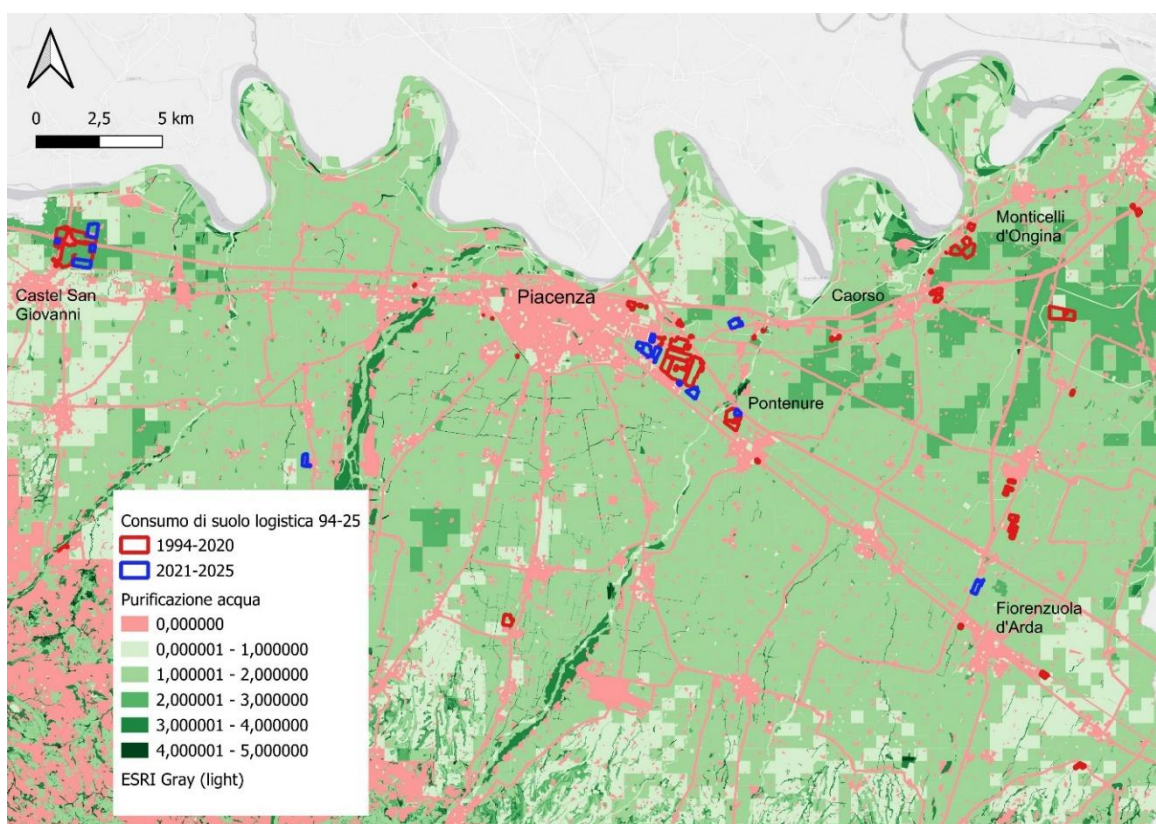 0 2,5 5 km
Monticelli
d'Ongina
Castel San
Giovanni
Piacenza
Caorso
Pontenure
Fiorenzuola
d'Arda
Consumo di suolo logistica 94-25
1994-2020
2021-2025
Purificazione acqua
0,000000
0,000001 - 1,000000
1,000001 - 2,000000
2,000001 - 3,000000
3,000001 - 4,000000
4,000001 - 5,000000
ESRI Gray (light)